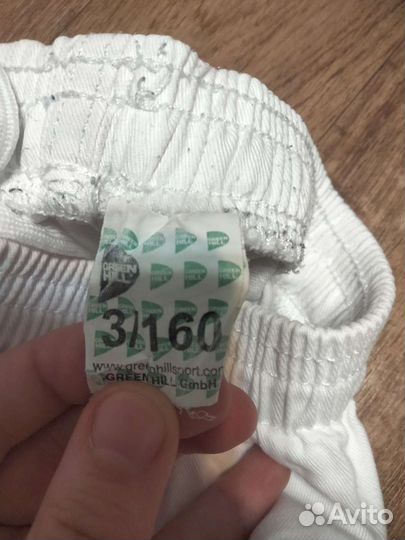 GREEN HILL
3/160
www.greenhillsport.com
GREEN HILL GmbH
Avito